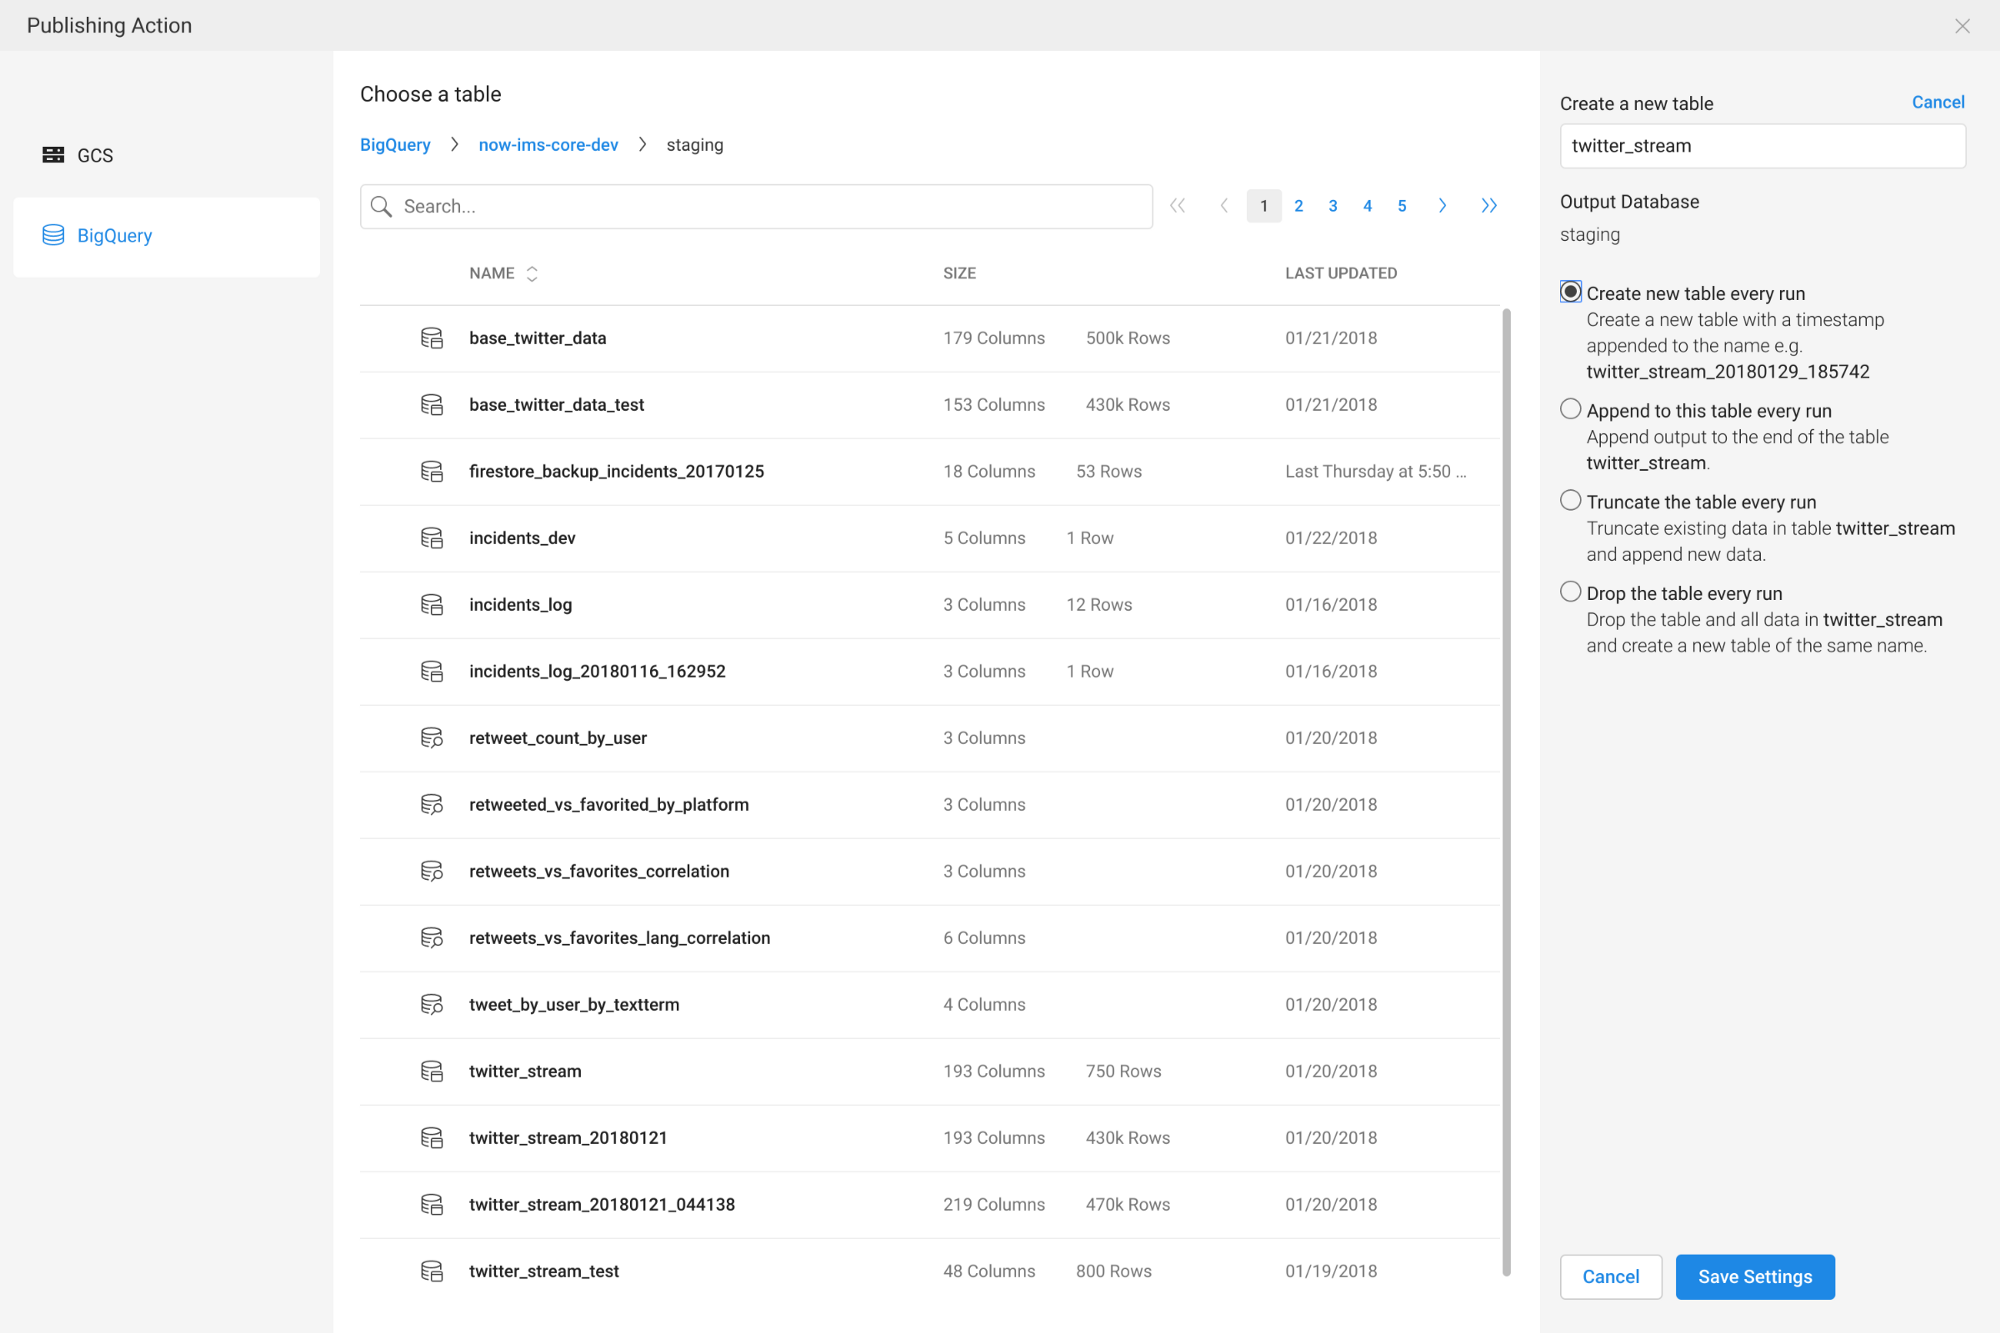 Publishing Action
GCS
BigQuery
Choose a table
BigQuery > now-ims-core-dev > staging
Search...
1 2 3 4 5
NAME SIZE LAST UPDATED
base_twitter_data 179 Columns 500k Rows 01/21/2018
base_twitter_data_test 153 Columns 430k Rows 01/21/2018
firestore_backup_incidents_20170125 18 Columns 53 Rows Last Thursday at 5:50 ...
incidents_dev 5 Columns 1 Row 01/22/2018
incidents_log 3 Columns 12 Rows 01/16/2018
incidents_log_20180116_162952 3 Columns 1 Row 01/16/2018
retweet_count_by_user 3 Columns 01/20/2018
retweeted_vs_favorited_by_platform 3 Columns 01/20/2018
retweets_vs_favorites_correlation 3 Columns 01/20/2018
retweets_vs_favorites_lang_correlation 6 Columns 01/20/2018
tweet_by_user_by_textterm 4 Columns 01/20/2018
twitter_stream 193 Columns 750 Rows 01/20/2018
twitter_stream_20180121 193 Columns 430k Rows 01/20/2018
twitter_stream_20180121_044138 219 Columns 470k Rows 01/20/2018
twitter_stream_test 48 Columns 800 Rows 01/19/2018
Create a new table Cancel
twitter_stream
Output Database
staging
Create new table every run
Create a new table with a timestamp
appended to the name e.g.
twitter_stream_20180129_185742
Append to this table every run
Append output to the end of the table
twitter_stream.
Truncate the table every run
Truncate existing data in table twitter_stream
and append new data.
Drop the table every run
Drop the table and all data in twitter_stream
and create a new table of the same name.
Cancel Save Settings